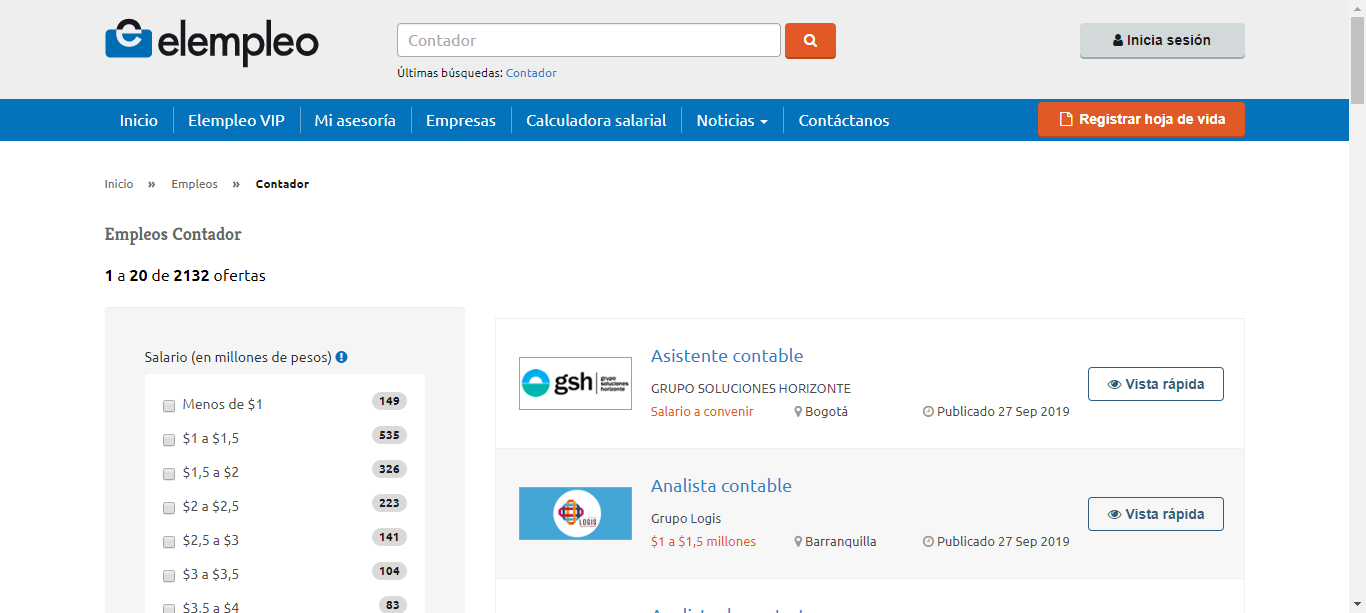 elempleo
Contador
Inicia sesión
Últimas búsquedas: Contador
Inicio Elempleo VIP Mi asesoría Empresas Calculadora salarial Noticias Contáctanos Registrar hoja de vida
Inicio » Empleos » Contador
Empleos Contador
1 a 20 de 2132 ofertas
Salario (en millones de pesos)
Menos de $1 149
$1 a $1,5 535
$1,5 a $2 326
$2 a $2,5 223
$2,5 a $3 141
$3 a $3,5 104
$3,5 a $4 83
gsh grupo soluciones horizonte
Asistente contable
GRUPO SOLUCIONES HORIZONTE
Salario a convenir Bogotá Publicado 27 Sep 2019
Vista rápida
LOGIS
Analista contable
Grupo Logis
$1 a $1,5 millones Barranquilla Publicado 27 Sep 2019
Vista rápida